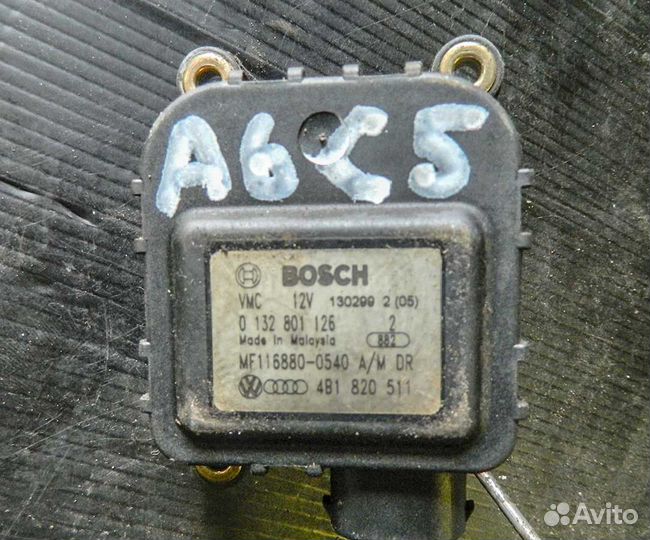 A6C5
BOSCH
VMC 12V 130299 2 (05)
0 132 801 126 2
Made in Malaysia 882
MF116880-0540 A/M DR
4B1 820 511
Avito